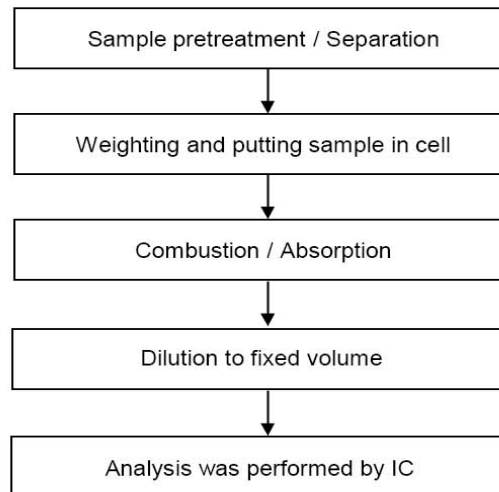 Sample pretreatment / Separation
Weighting and putting sample in cell
Combustion / Absorption
Dilution to fixed volume
Analysis was performed by IC